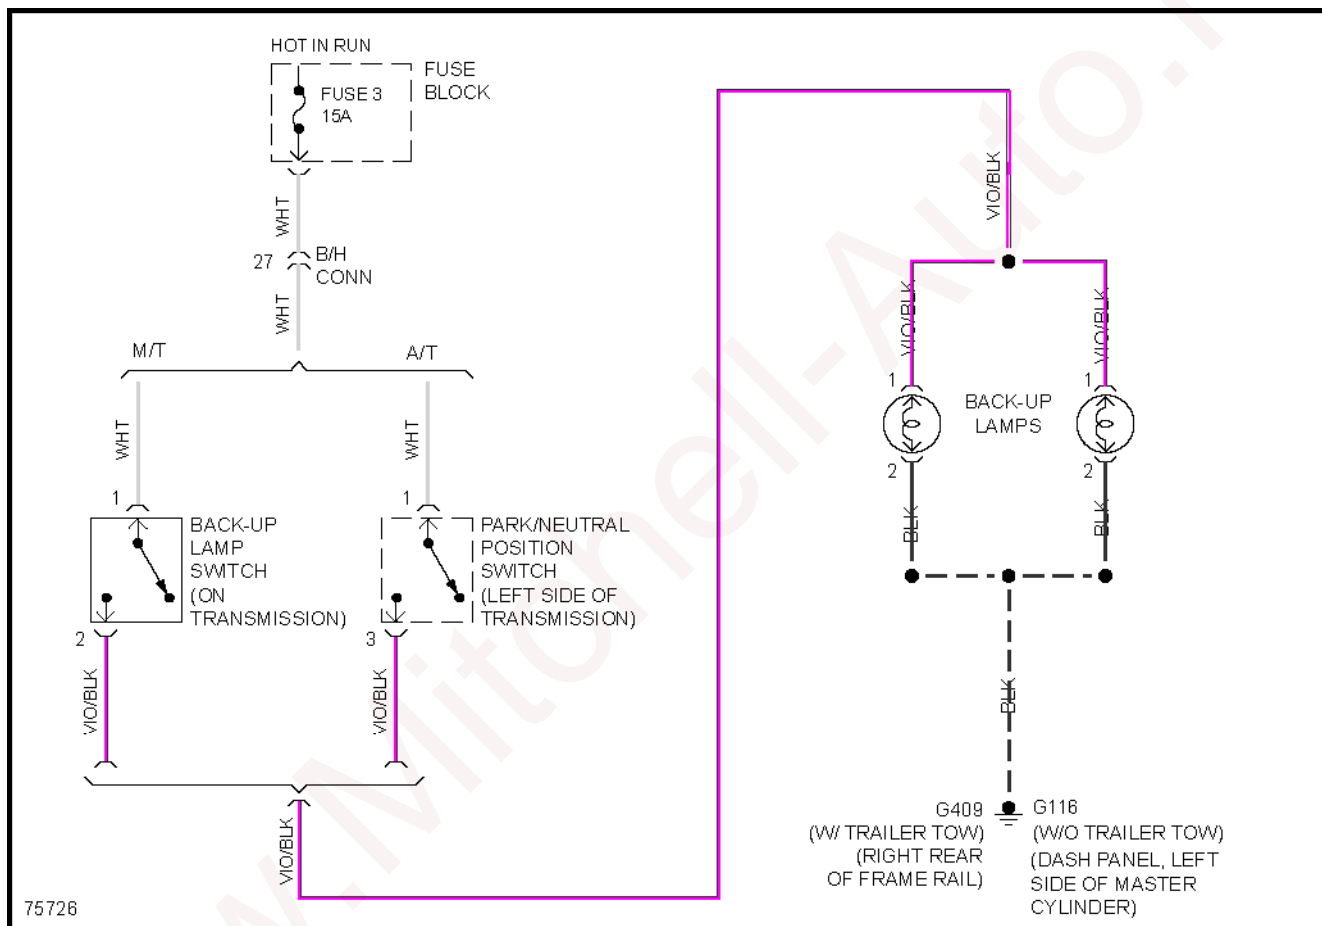 HOT IN RUN
FUSE 3
15A
FUSE
BLOCK
WHT
27
B/H
CONN
WHT
M/T
A/T
WHT
WHT
1
1
BACK-UP
LAMP
SWITCH
(ON
TRANSMISSION)
PARK/NEUTRAL
POSITION
SWITCH
(LEFT SIDE OF
TRANSMISSION)
2
3
VIO/BLK
VIO/BLK
VIO/BLK
VIO/BLK
VIO/BLK
VIO/BLK
1
1
BACK-UP
LAMPS
2
2
BLK
BLK
BLK
G409
(W/ TRAILER TOW)
(RIGHT REAR
OF FRAME RAIL)
G116
(W/O TRAILER TOW)
(DASH PANEL, LEFT
SIDE OF MASTER
CYLINDER)
75726